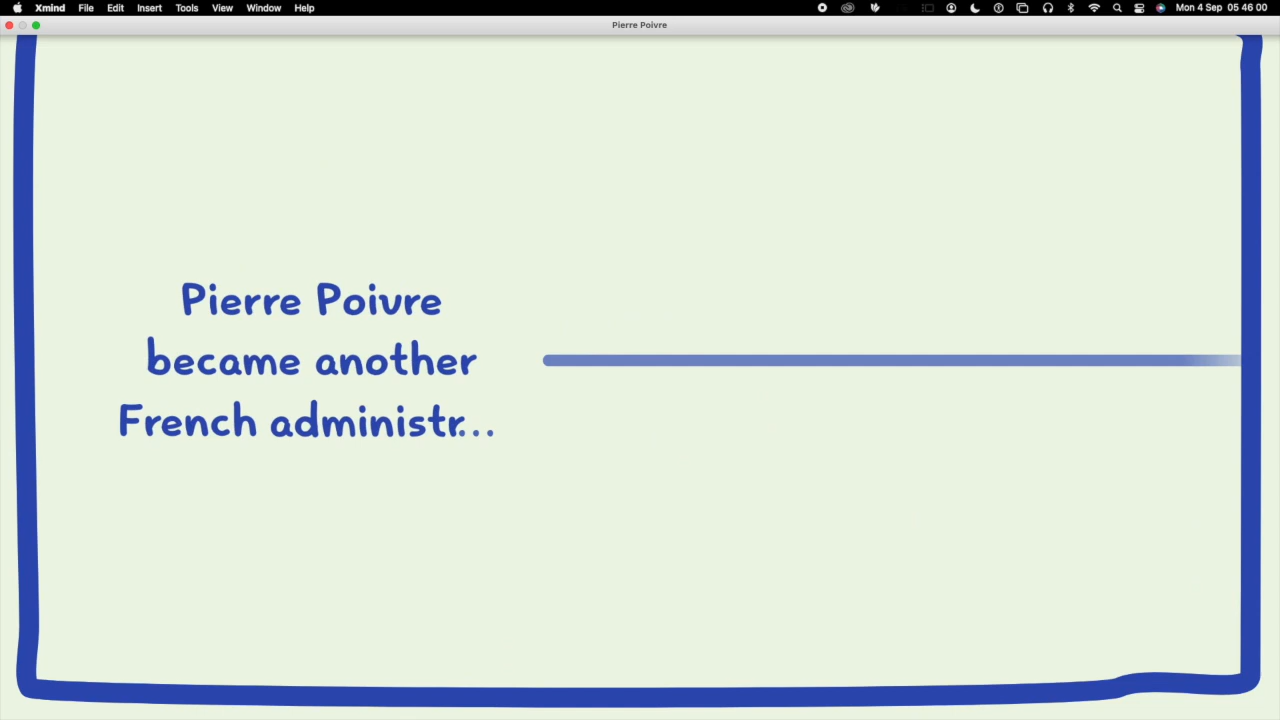 Xmind File Edit Insert Tools View Window Help Mon 4 Sep 05 46 00
Pierre Poivre
Pierre Poivre
became another
French administr...